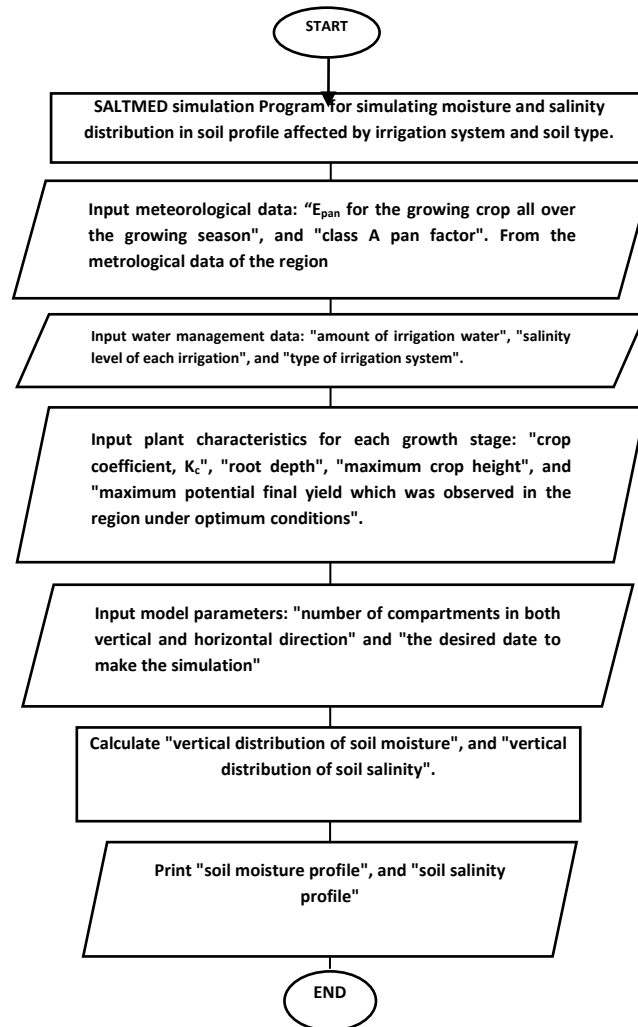 START
SALTMED simulation Program for simulating moisture and salinity
distribution in soil profile affected by irrigation system and soil type.
Input meteorological data: “Epan for the growing crop all over
the growing season", and "class A pan factor". From the
metrological data of the region
Input water management data: "amount of irrigation water", "salinity
level of each irrigation", and "type of irrigation system".
Input plant characteristics for each growth stage: "crop
coefficient, Kc", "root depth", "maximum crop height", and
"maximum potential final yield which was observed in the
region under optimum conditions".
Input model parameters: "number of compartments in both
vertical and horizontal direction" and "the desired date to
make the simulation"
Calculate "vertical distribution of soil moisture", and "vertical
distribution of soil salinity".
Print "soil moisture profile", and "soil salinity
profile"
END